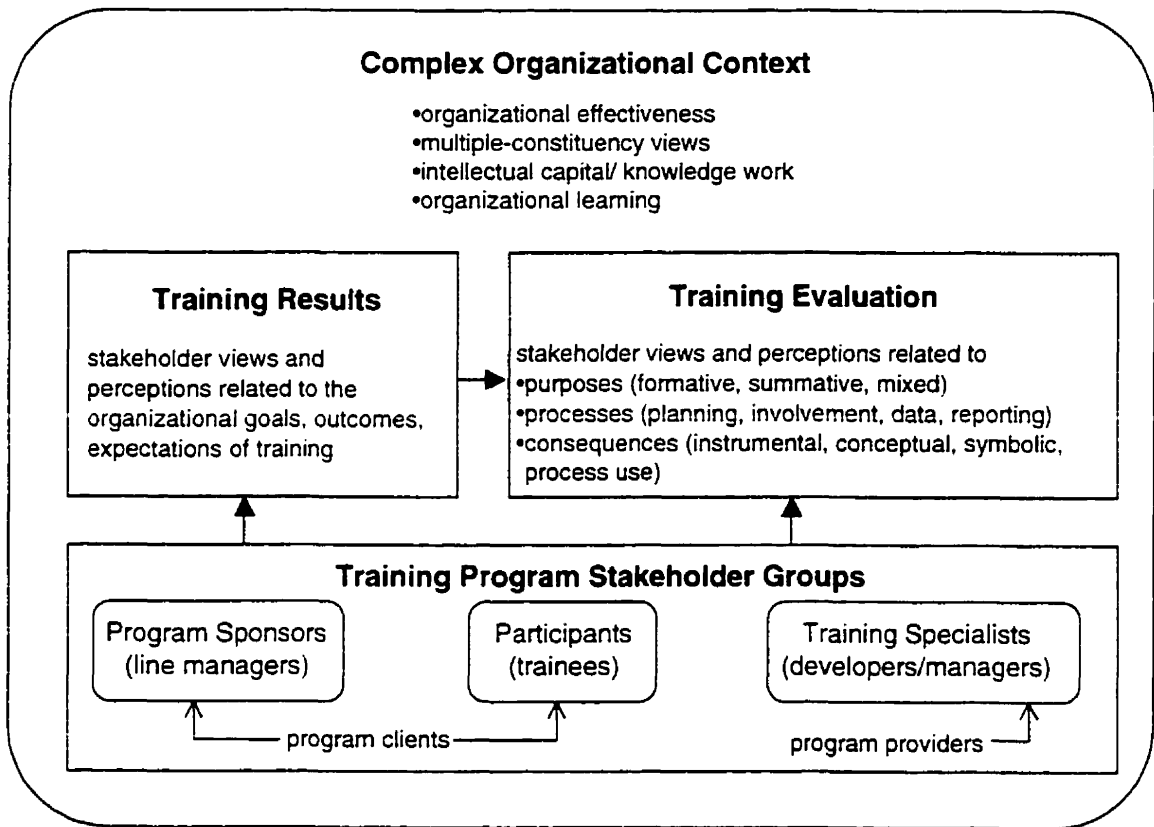 Complex Organizational Context
•organizational effectiveness
•multiple-constituency views
•intellectual capital/ knowledge work
•organizational learning
Training Results
stakeholder views and
perceptions related to the
organizational goals, outcomes,
expectations of training
Training Evaluation
stakeholder views and perceptions related to
•purposes (formative, summative, mixed)
•processes (planning, involvement, data, reporting)
•consequences (instrumental, conceptual, symbolic,
process use)
Training Program Stakeholder Groups
Program Sponsors
(line managers)
Participants
(trainees)
Training Specialists
(developers/managers)
program clients
program providers